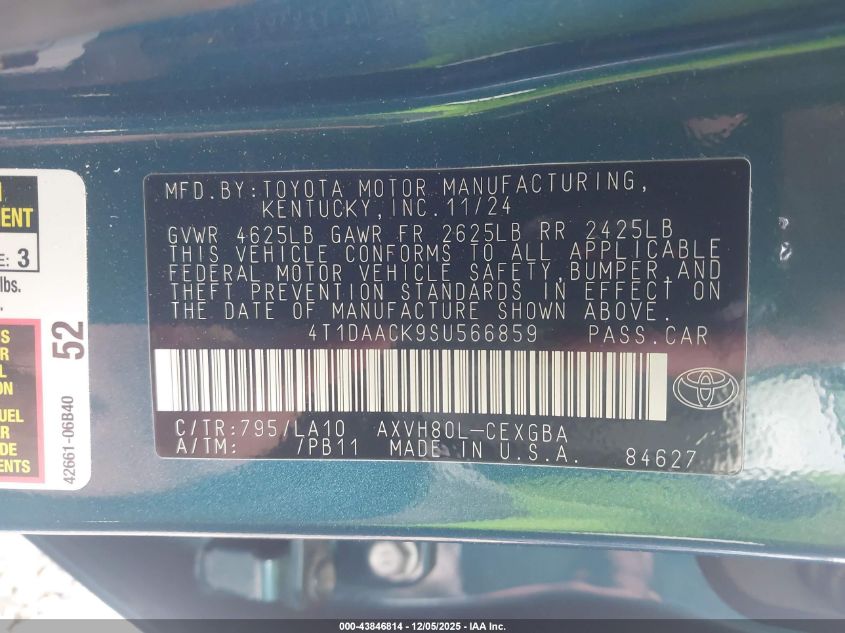 MFD.BY:TOYOTA MOTOR MANUFACTURING,
KENTUCKY,INC.11/24
GVWR 4625LB GAWR FR 2625LB RR 2425LB
THIS VEHICLE CONFORMS TO ALL APPLICABLE
FEDERAL MOTOR VEHICLE SAFETY,BUMPER,AND
THEFT PREVENTION STANDARDS IN EFFECT ON
THE DATE OF MANUFACTURE SHOWN ABOVE.
4T1DAACK9SU566859 PASS.CAR
C/TR:795/LA10 AXVH80L-CEXGBA
A/TM: /PB11 MADE IN U.S.A. 84627
E: 3
lbs.
52
42661-06B40
000-43846814 - 12/05/2025 - IAA Inc.